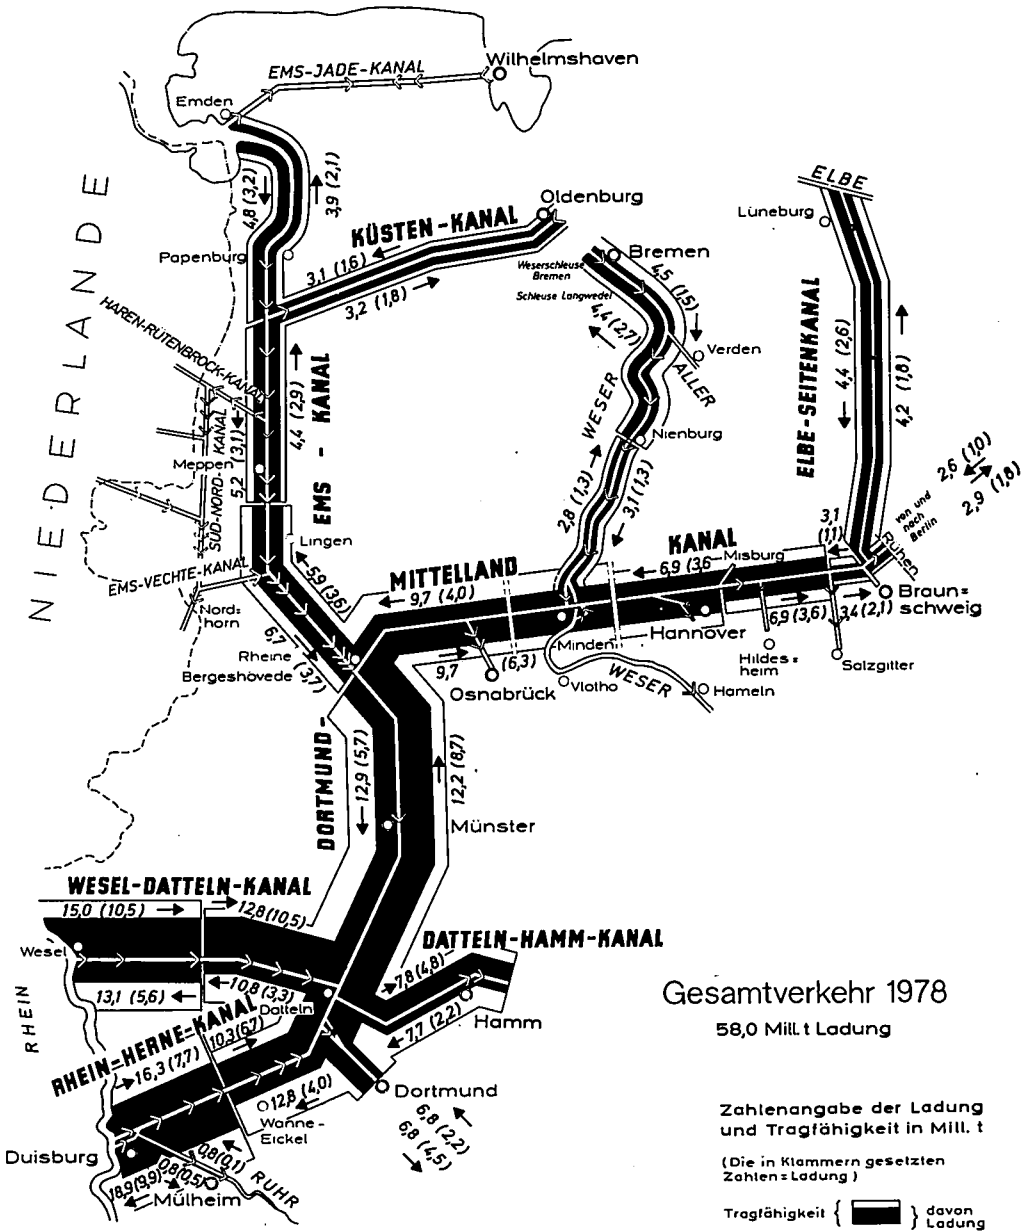 Wilhelmshaven
EMS-JADE-KANAL
Emden
NIEDERLANDE
4,8 (3,2)
3,9 (2,1)
Papenburg
KÜSTEN-KANAL
Oldenburg
3,1 (1,6)
3,2 (1,8)
Bremen
Weserschleuse
Bremen
Schleuse Langwedel
4,5 (1,5)
4,4 (2,7)
Verden
ALLER
WESER
Nienburg
2,8 (1,3)
3,1 (1,3)
ELBE
Lüneburg
ELBE-SEITENKANAL
4,4 (2,6)
4,2 (1,8)
2,6 (1,0)
2,9 (1,8)
von und
nach
Berlin
HAREN-RÜTENBROCK-KANAL
SÜD-NORD-KANAL
Meppen
5,2 (3,1)
4,4 (2,9)
EMS-KANAL
Lingen
EMS-VECHTE-KANAL
Nord=
horn
5,9 (3,6)
6,7 (3,7)
Rheine
Bergeshövede
MITTELLAND KANAL
9,7 (4,0)
6,9 (3,6
Misburg
3,1
(1,1)
Rühen
Braun=
schweig
9,7 (6,3)
Osnabrück
Minden
Vlotho
WESER
Hameln
Hannover
6,9 (3,6)
3,4 (2,1)
Hildes=
heim
Salzgitter
DORTMUND-
12,9 (5,7)
12,2 (8,7)
Münster
WESEL-DATTELN-KANAL
15,0 (10,5)
12,8 (10,5)
Wesel
13,1 (5,6)
10,8 (3,3)
Datteln
DATTELN-HAMM-KANAL
7,8 (4,8)
7,7 (2,2)
Hamm
RHEIN
RHEIN-HERNE-KANAL
16,3 (7,7)
10,3 (6,7)
12,8 (4,0)
Wanne-
Eickel
Dortmund
6,8 (2,2)
6,8 (4,5)
Duisburg
18,9 (9,9)
0,8 (0,5)
0,8 (0,1)
Mülheim
RUHR
Gesamtverkehr 1978
58,0 Mill. t Ladung
Zahlenangabe der Ladung
und Tragfähigkeit in Mill. t
(Die in Klammern gesetzten
Zahlen=Ladung)
Tragfähigkeit { } davon
Ladung